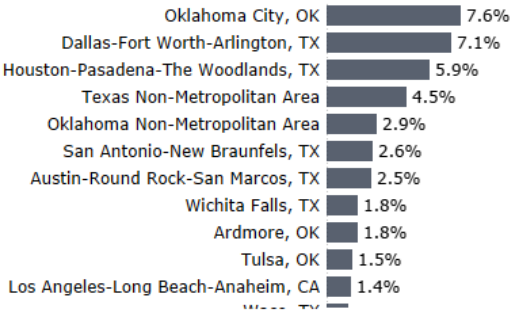 Oklahoma City, OK 7.6%
Dallas-Fort Worth-Arlington, TX 7.1%
Houston-Pasadena-The Woodlands, TX 5.9%
Texas Non-Metropolitan Area 4.5%
Oklahoma Non-Metropolitan Area 2.9%
San Antonio-New Braunfels, TX 2.6%
Austin-Round Rock-San Marcos, TX 2.5%
Wichita Falls, TX 1.8%
Ardmore, OK 1.8%
Tulsa, OK 1.5%
Los Angeles-Long Beach-Anaheim, CA 1.4%